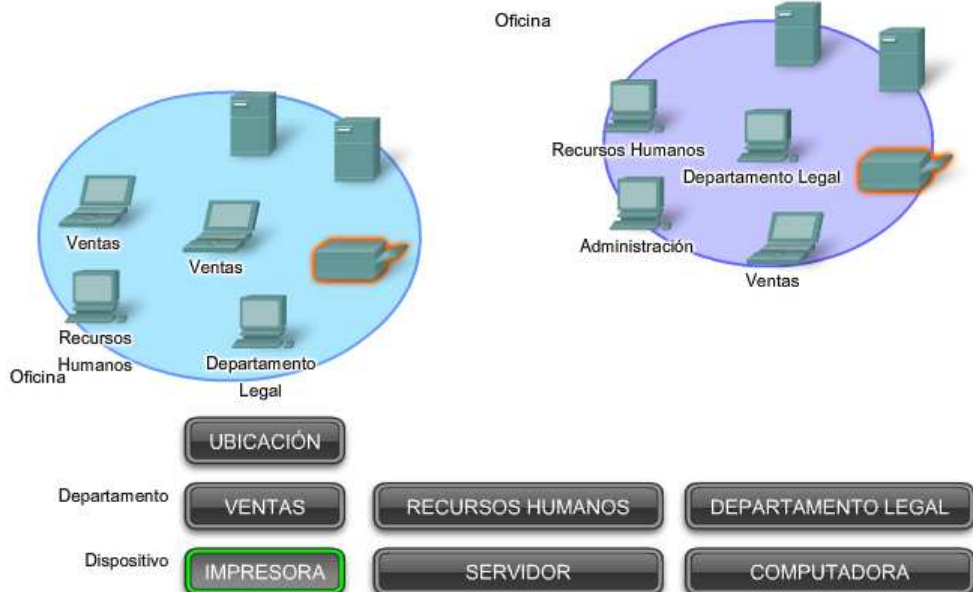 Oficina
Recursos Humanos
Departamento Legal
Administración
Ventas
Ventas
Ventas
Recursos
Humanos
Departamento
Legal
Oficina
UBICACIÓN
Departamento
VENTAS
RECURSOS HUMANOS
DEPARTAMENTO LEGAL
Dispositivo
IMPRESORA
SERVIDOR
COMPUTADORA